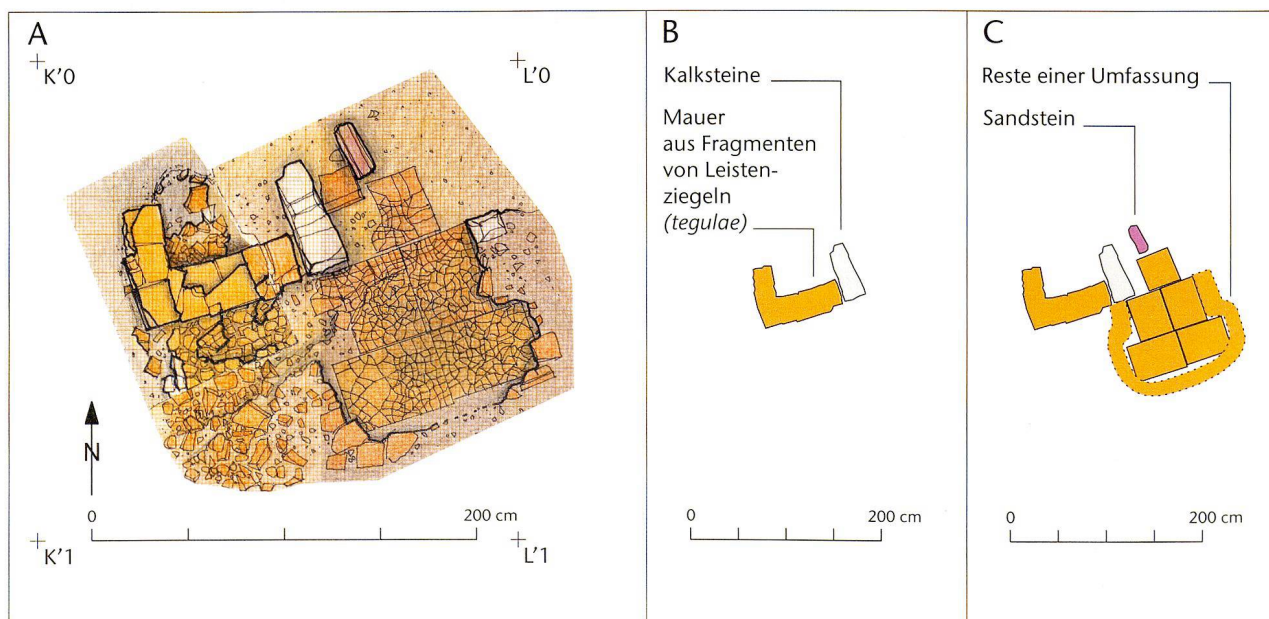 A
K'0
L'0
N
0
200 cm
K'1
L'1
B
Kalksteine
Mauer
aus Fragmenten
von Leisten-
ziegeln
(tegulae)
0
200 cm
C
Reste einer Umfassung
Sandstein
0
200 cm